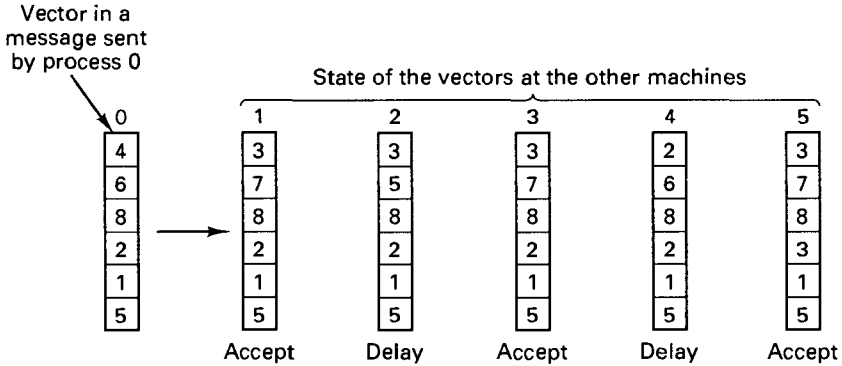 Vector in a
message sent
by process 0
State of the vectors at the other machines
0 1 2 3 4 5
4 3 3 3 2 3
6 7 5 7 6 7
8 8 8 8 8 8
2 2 2 2 2 3
1 1 1 1 1 1
5 5 5 5 5 5
Accept Delay Accept Delay Accept